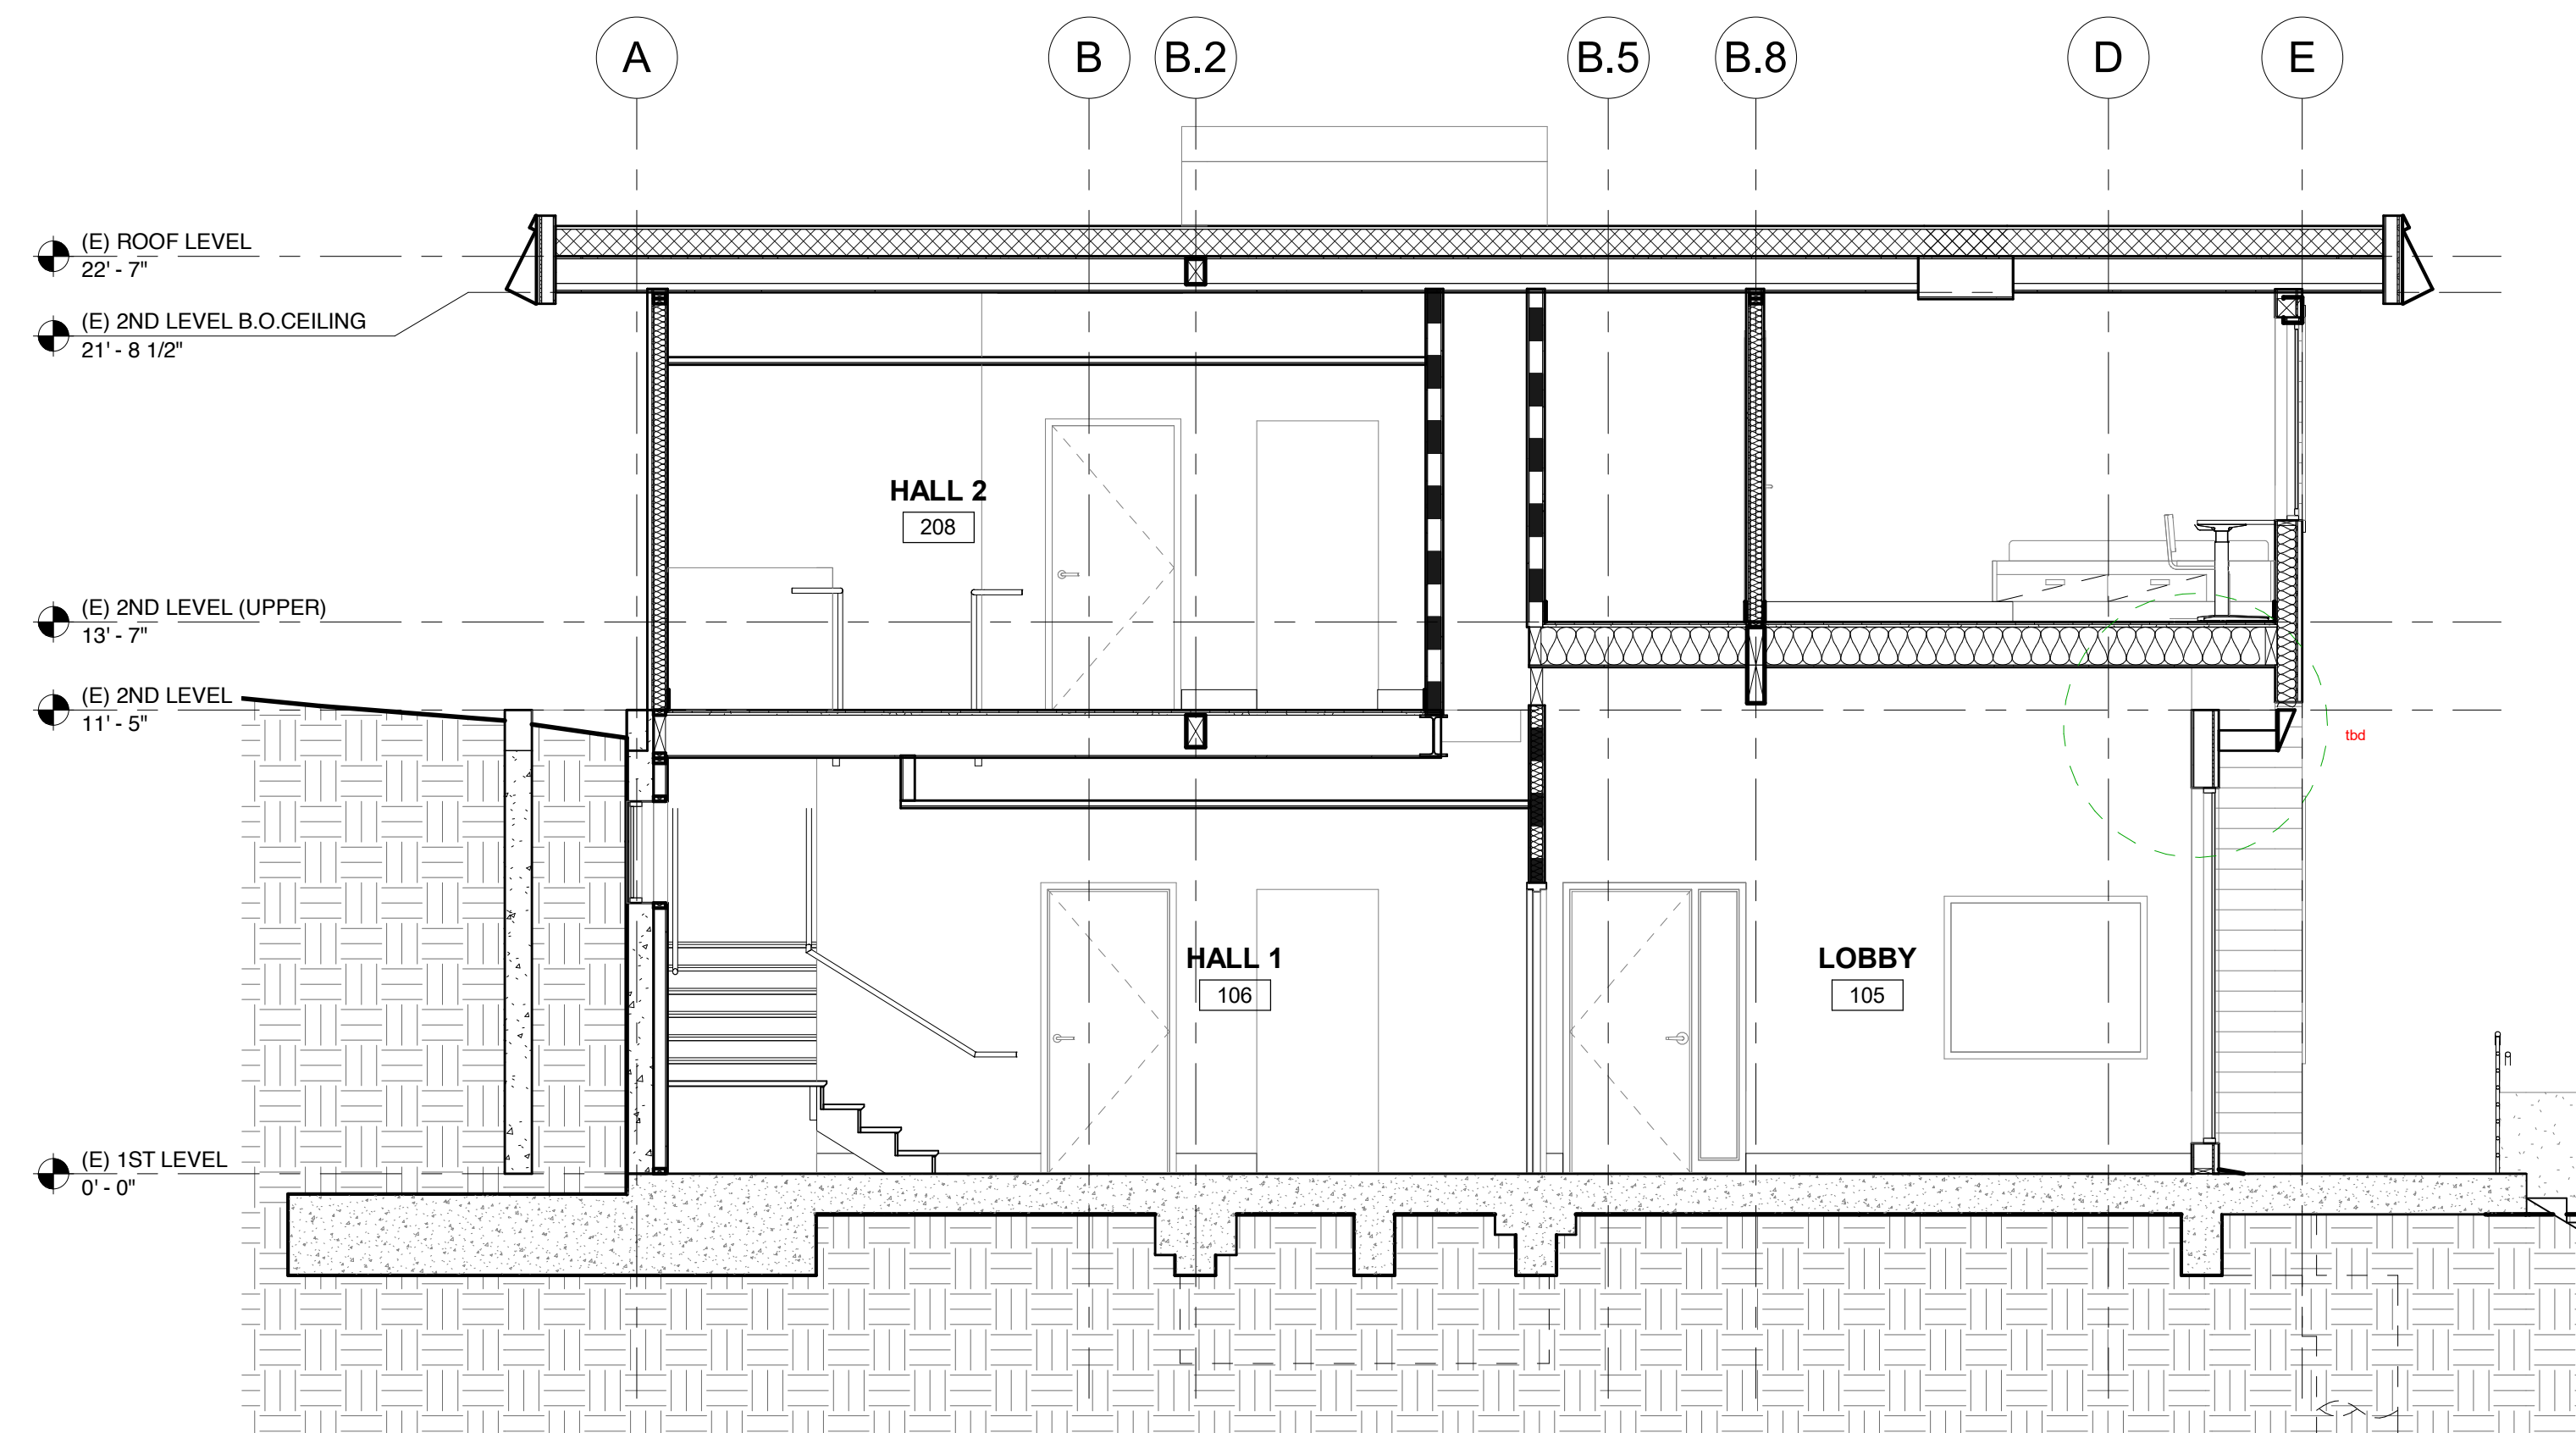 A
B
B.2
B.5
B.8
D
E
(E) ROOF LEVEL
22' - 7"
(E) 2ND LEVEL B.O.CEILING
21' - 8 1/2"
HALL 2
208
(E) 2ND LEVEL (UPPER)
13' - 7"
(E) 2ND LEVEL
11' - 5"
tbd
HALL 1
106
LOBBY
105
(E) 1ST LEVEL
0' - 0"